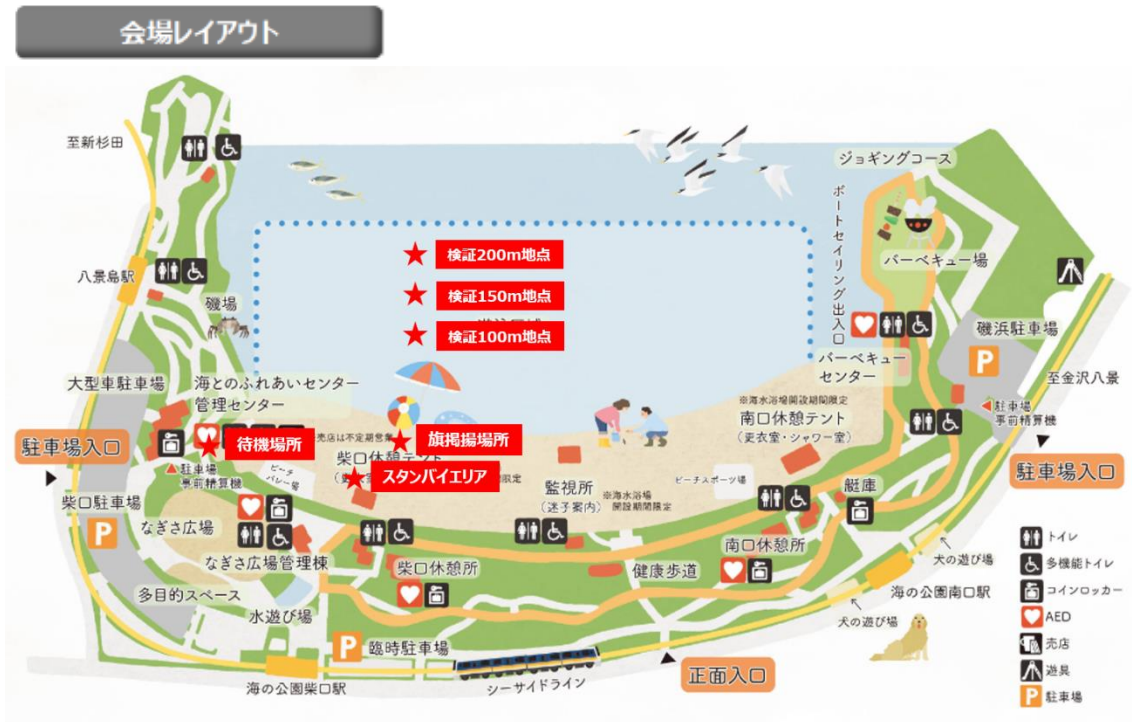 会場レイアウト
至新杉田
ジョギングコース
ボートセイリング出入口
バーベキュー場
検証200m地点
八景島駅
検証150m地点
磯場
検証100m地点
磯浜駐車場
P
バーベキュー
センター
至金沢八景
大型車駐車場
海とのふれあいセンター
管理センター
※海水浴場開設期間限定
南口休憩テント
(更衣室・シャワー室)
駐車場
事前精算機
駐車場入口
待機場所
売店は不定期営業
旗掲揚場所
柴口休憩テント
スタンバイエリア
限定
駐車場
事前精算機
ビーチ
バレー場
監視所
(迷子案内)
※海水浴場
開設期間限定
ビーチスポーツ場
艇庫
駐車場入口
柴口駐車場
P
なぎさ広場
なぎさ広場管理棟
柴口休憩所
健康歩道
南口休憩所
犬の遊び場
海の公園南口駅
犬の遊び場
多目的スペース
水遊び場
P
臨時駐車場
海の公園柴口駅
シーサイドライン
正面入口
トイレ
多機能トイレ
コインロッカー
AED
売店
遊具
P
駐車場